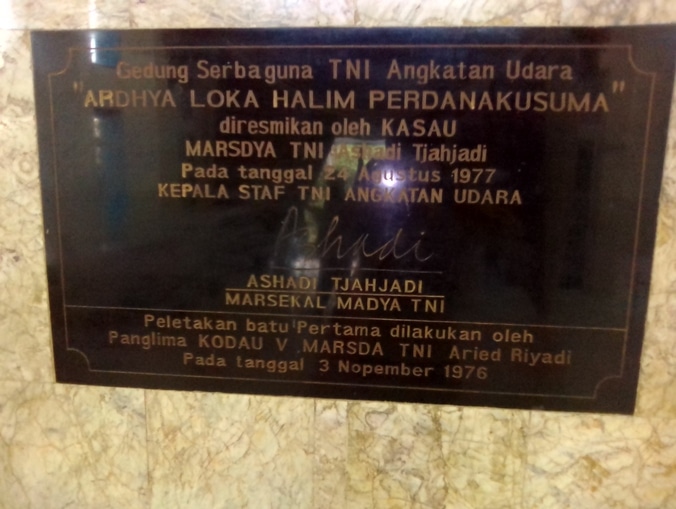 Gedung Serbaguna TNI Angkatan Udara
"ARDHYA LOKA HALIM PERDANAKUSUMA"
diresmikan oleh KASAU
MARSDYA TNI Ashadi Tjahjadi
Pada tanggal 24 Agustus 1977
KEPALA STAF TNI ANGKATAN UDARA
Ashadi
ASHADI TJAHJADI
MARSEKAL MADYA TNI
Peletakan batu Pertama dilakukan oleh
Panglima KODAU V MARSDA TNI Aried Riyadi
Pada tanggal 3 Nopember 1976